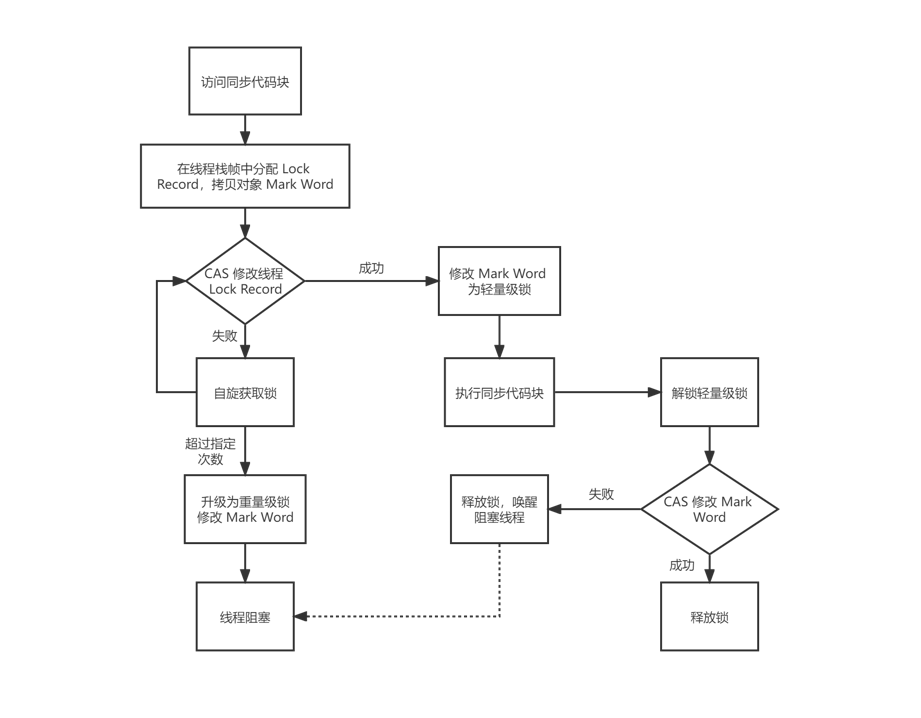 访问同步代码块
在线程栈帧中分配 Lock
Record，拷贝对象 Mark Word
CAS 修改线程
Lock Record
成功
修改 Mark Word
为轻量级锁
失败
自旋获取锁
执行同步代码块
解锁轻量级锁
超过指定
次数
升级为重量级锁
修改 Mark Word
释放锁，唤醒
阻塞线程
失败
CAS 修改 Mark
Word
成功
线程阻塞
释放锁